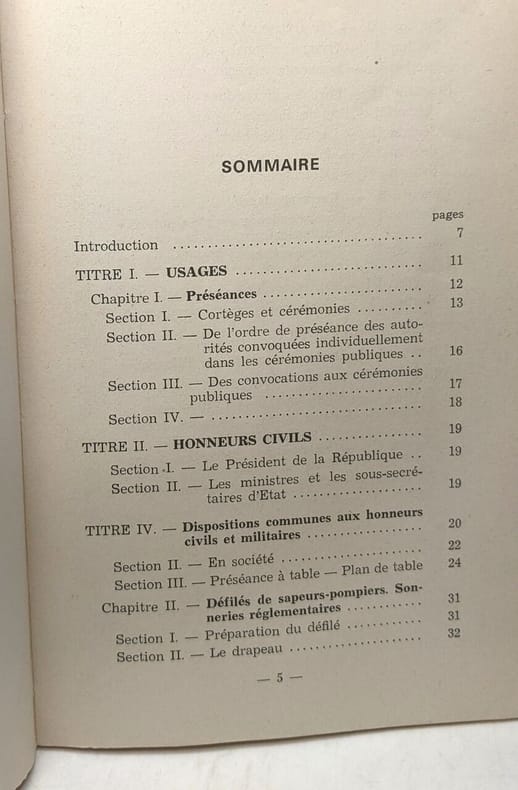 SOMMAIRE
pages
Introduction .................................... 7
TITRE I. — USAGES ........................... 11
Chapitre I. — Préséances ....................... 12
Section I. — Cortèges et cérémonies .......... 13
Section II. — De l'ordre de préséance des auto-
rités convoquées individuellement
dans les cérémonies publiques .. 16
Section III. — Des convocations aux cérémonies
publiques ....................... 17
Section IV. — ................................ 18
TITRE II. — HONNEURS CIVILS ............... 19
Section I. — Le Président de la République .. 19
Section II. — Les ministres et les sous-secré-
taires d'Etat ................... 19
TITRE IV. — Dispositions communes aux honneurs
civils et militaires ................. 20
Section II. — En société ..................... 22
Section III. — Préséance à table — Plan de table 24
Chapitre II. — Défilés de sapeurs-pompiers. Son-
neries réglementaires ........... 31
Section I. — Préparation du défilé ........... 31
Section II. — Le drapeau .................... 32
— 5 —